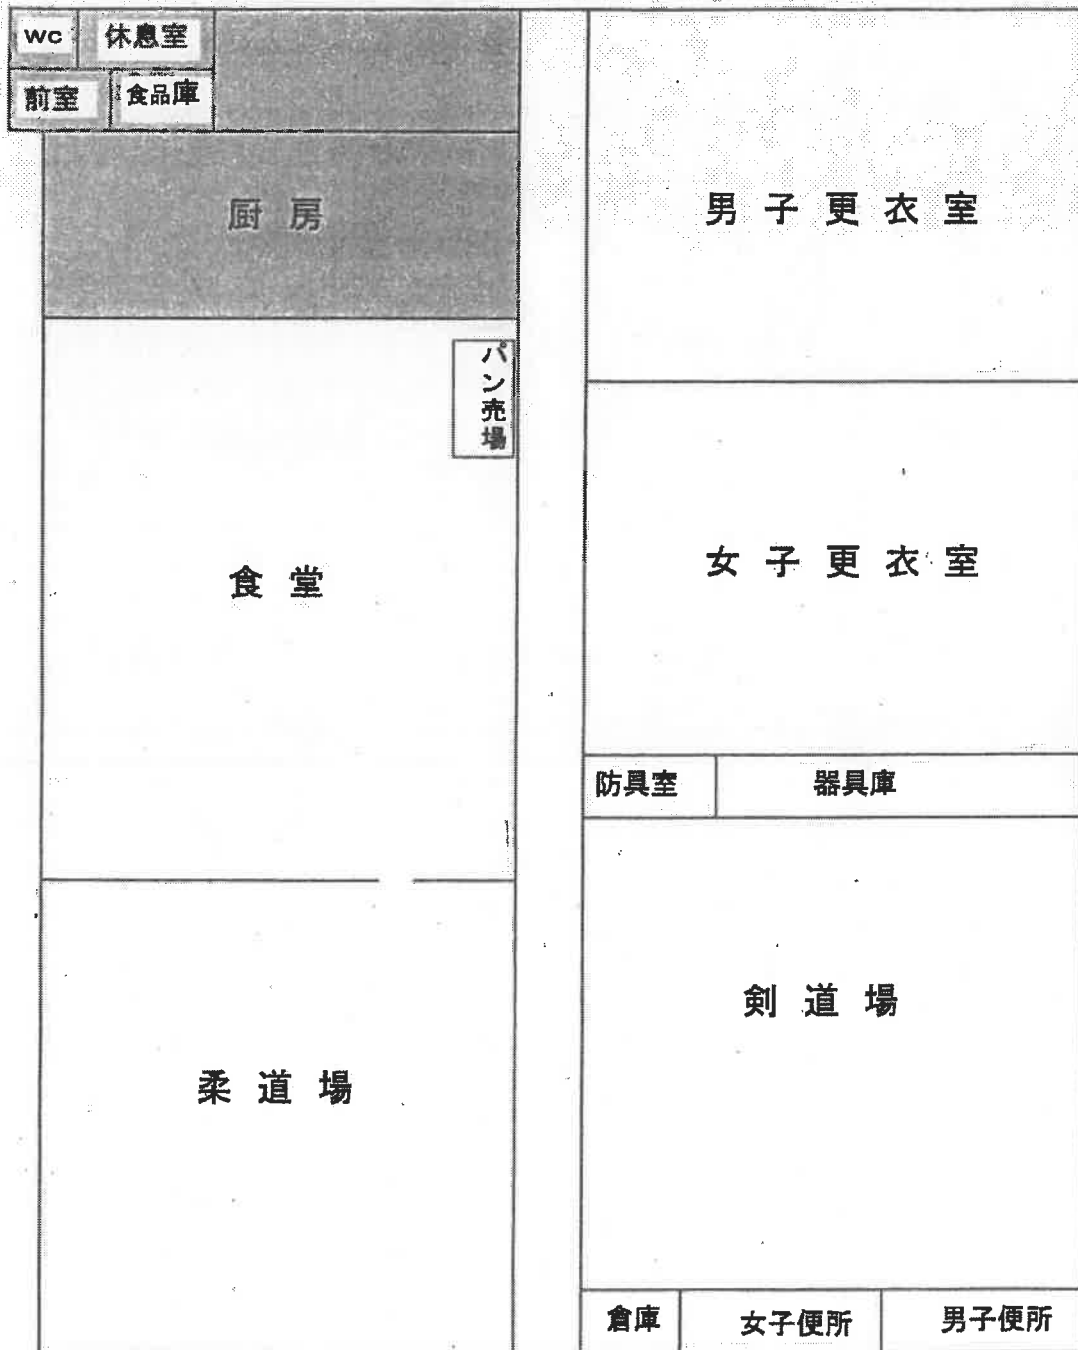 WC
休息室
前室
食品庫
厨房
パン売場
食堂
柔道場
男子更衣室
女子更衣室
防具室
器具庫
剣道場
倉庫
女子便所
男子便所